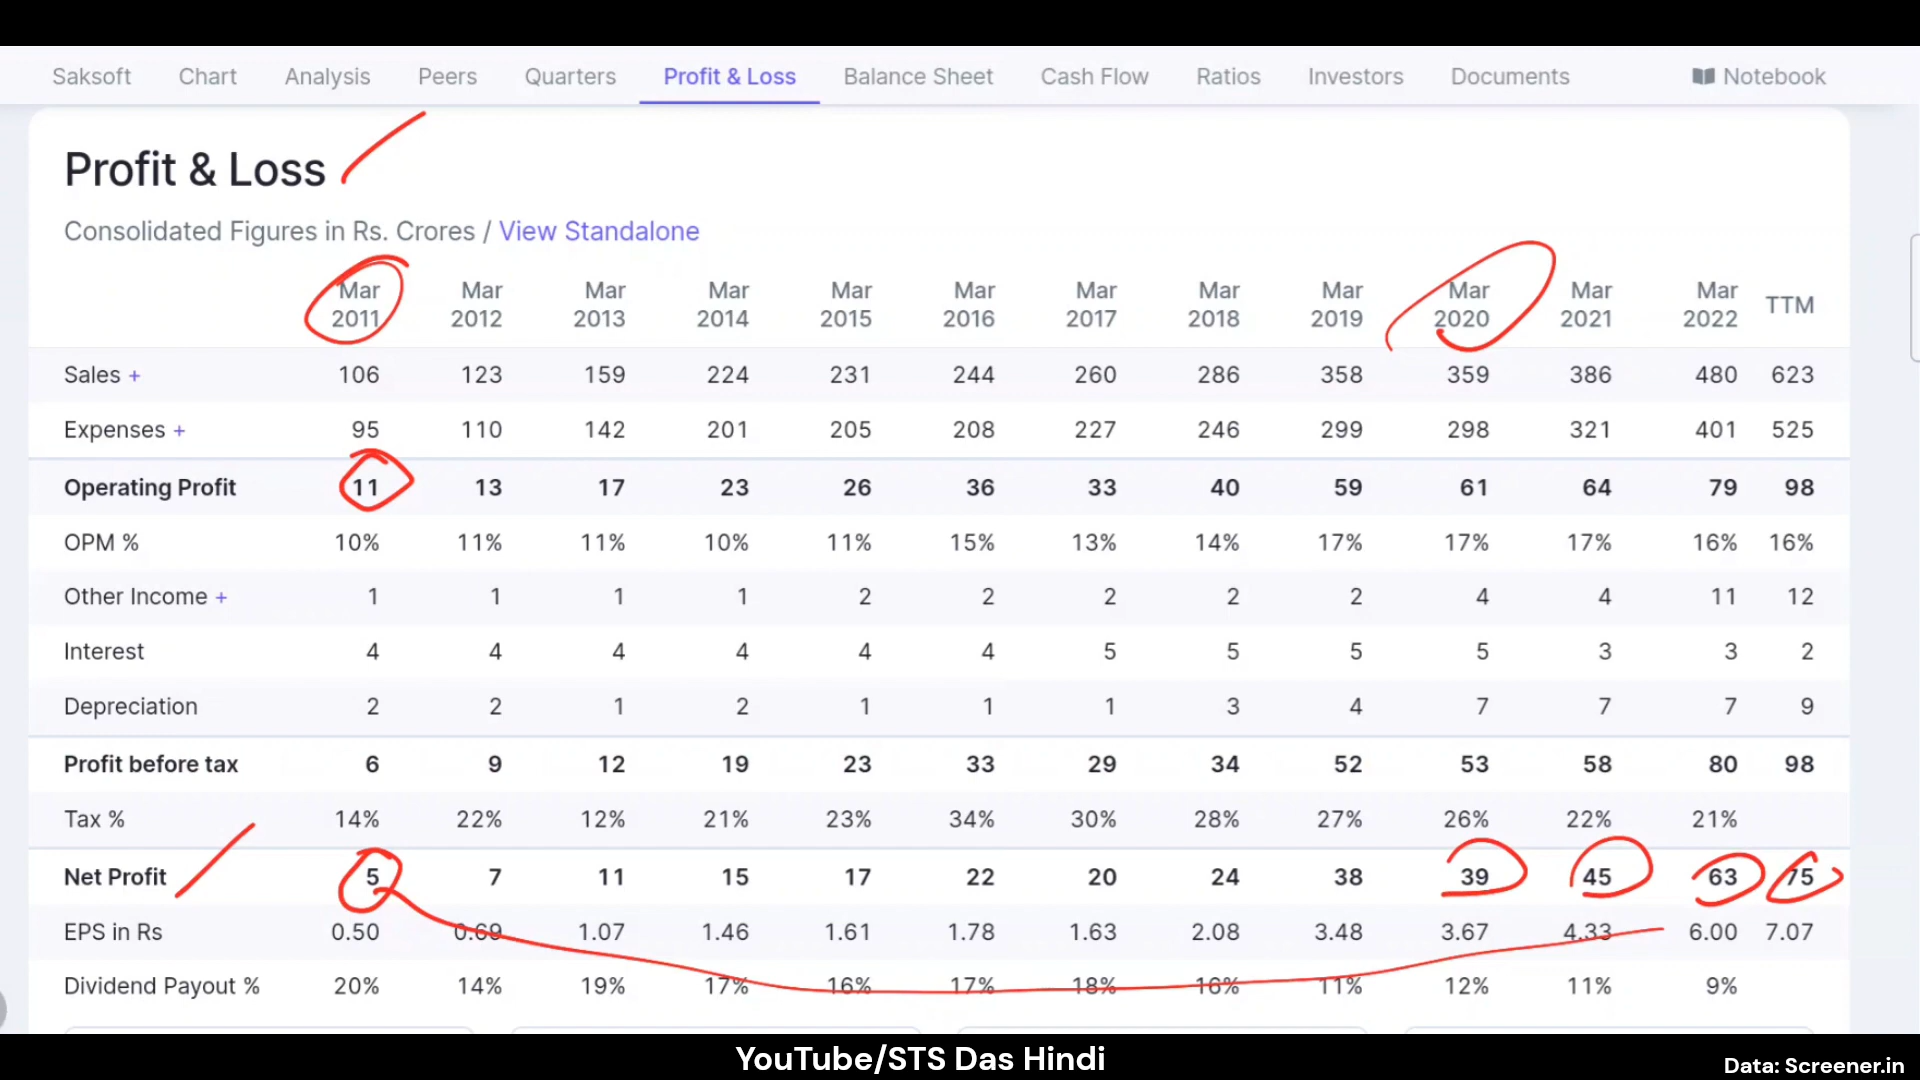 Saksoft Chart Analysis Peers Quarters Profit & Loss Balance Sheet Cash Flow Ratios Investors Documents Notebook
Profit & Loss
Consolidated Figures in Rs. Crores / View Standalone
Mar 2011 Mar 2012 Mar 2013 Mar 2014 Mar 2015 Mar 2016 Mar 2017 Mar 2018 Mar 2019 Mar 2020 Mar 2021 Mar 2022 TTM
Sales + 106 123 159 224 231 244 260 286 358 359 386 480 623
Expenses + 95 110 142 201 205 208 227 246 299 298 321 401 525
Operating Profit 11 13 17 23 26 36 33 40 59 61 64 79 98
OPM % 10% 11% 11% 10% 11% 15% 13% 14% 17% 17% 17% 16% 16%
Other Income + 1 1 1 1 2 2 2 2 2 4 4 11 12
Interest 4 4 4 4 4 4 5 5 5 5 3 3 2
Depreciation 2 2 1 2 1 1 1 3 4 7 7 7 9
Profit before tax 6 9 12 19 23 33 29 34 52 53 58 80 98
Tax % 14% 22% 12% 21% 23% 34% 30% 28% 27% 26% 22% 21%
Net Profit 5 7 11 15 17 22 20 24 38 39 45 63 75
EPS in Rs 0.50 0.69 1.07 1.46 1.61 1.78 1.63 2.08 3.48 3.67 4.33 6.00 7.07
Dividend Payout % 20% 14% 19% 17% 16% 17% 18% 16% 11% 12% 11% 9%
YouTube/STS Das Hindi
Data: Screener.in